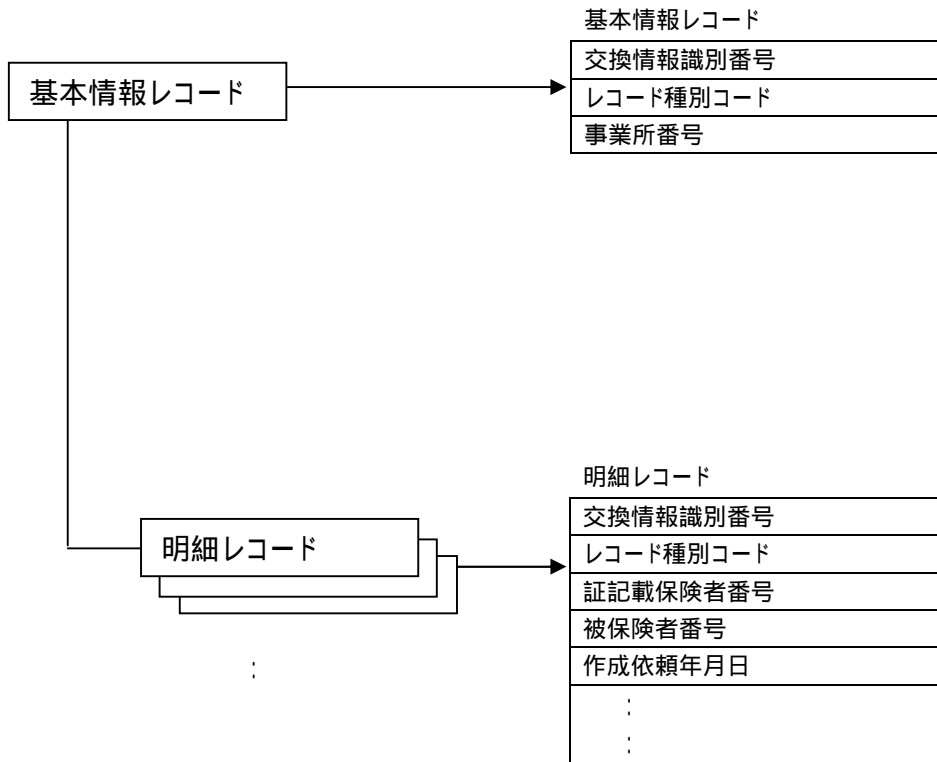 基本情報レコード
基本情報レコード
交換情報識別番号
レコード種別コード
事業所番号
明細レコード
明細レコード
交換情報識別番号
レコード種別コード
証記載保険者番号
被保険者番号
作成依頼年月日
:
:
: